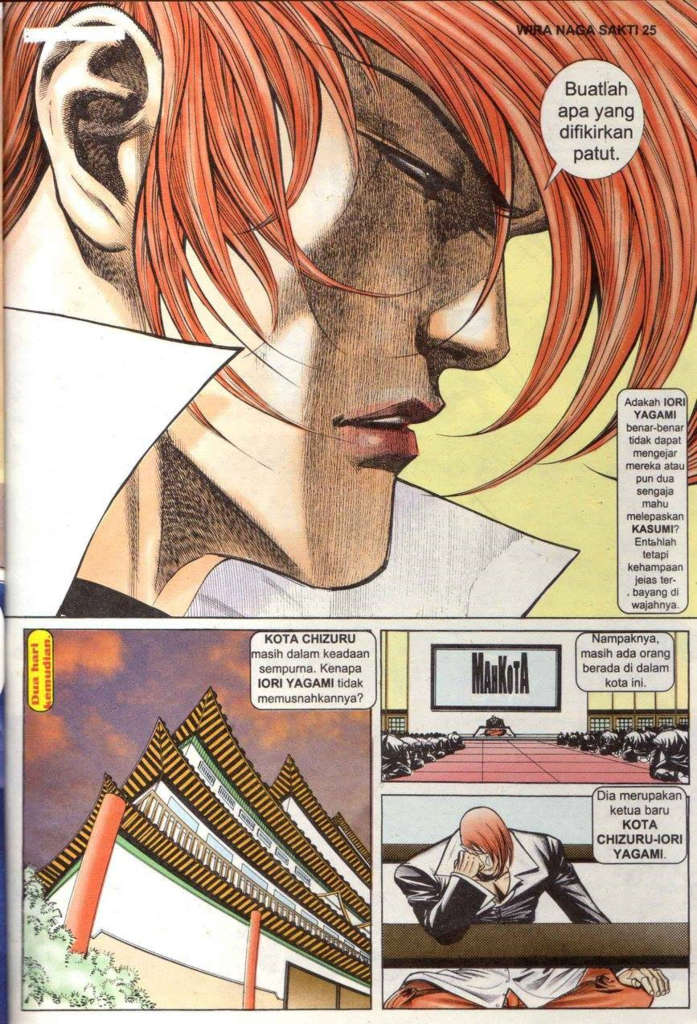 WIRA NAGA SAKTI 25
Buatlah
apa yang
difikirkan
patut.
Adakah IORI
YAGAMI
benar-benar
tidak dapat
mengejar
mereka atau
pun dua
sengaja
mahu
melepaskan
KASUMI?
Entahlah
tetapi
kehampaan
jeias ter-
bayang di
wajahnya.
Dua hari
kemudian.
KOTA CHIZURU
masih dalam keadaan
sempurna. Kenapa
IORI YAGAMI tidak
memusnahkannya?
Nampaknya,
masih ada orang
berada di dalam
kota ini.
MAHKOTA
Dia merupakan
ketua baru
KOTA
CHIZURU-IORI
YAGAMI.